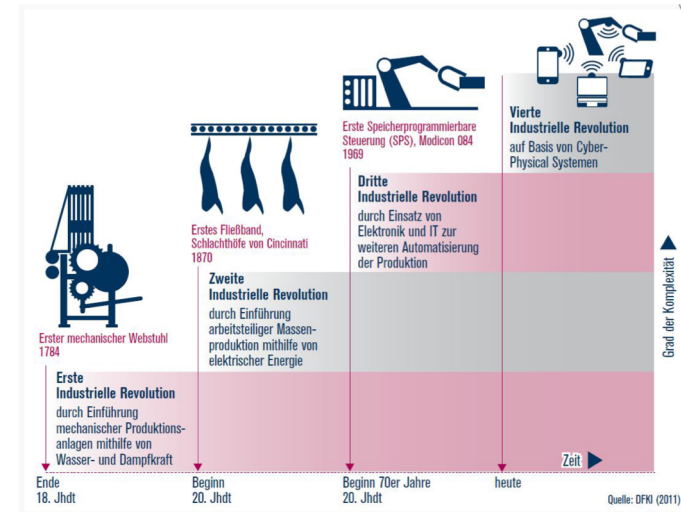 Erster mechanischer Webstuhl
1784
Erste
Industrielle Revolution
durch Einführung
mechanischer Produktions-
anlagen mithilfe von
Wasser- und Dampfkraft
Ende
18. Jhdt
Erstes Fließband,
Schlachthöfe von Cincinnati
1870
Zweite
Industrielle Revolution
durch Einführung
arbeitsteiliger Massen-
produktion mithilfe von
elektrischer Energie
Beginn
20. Jhdt
Erste Speicherprogrammierbare
Steuerung (SPS), Modicon 084
1969
Dritte
Industrielle Revolution
durch Einsatz von
Elektronik und IT zur
weiteren Automatisierung
der Produktion
Beginn 70er Jahre
20. Jhdt
Vierte
Industrielle Revolution
auf Basis von Cyber-
Physical Systemen
heute
Grad der Komplexität
Zeit
Quelle: DFKI (2011)